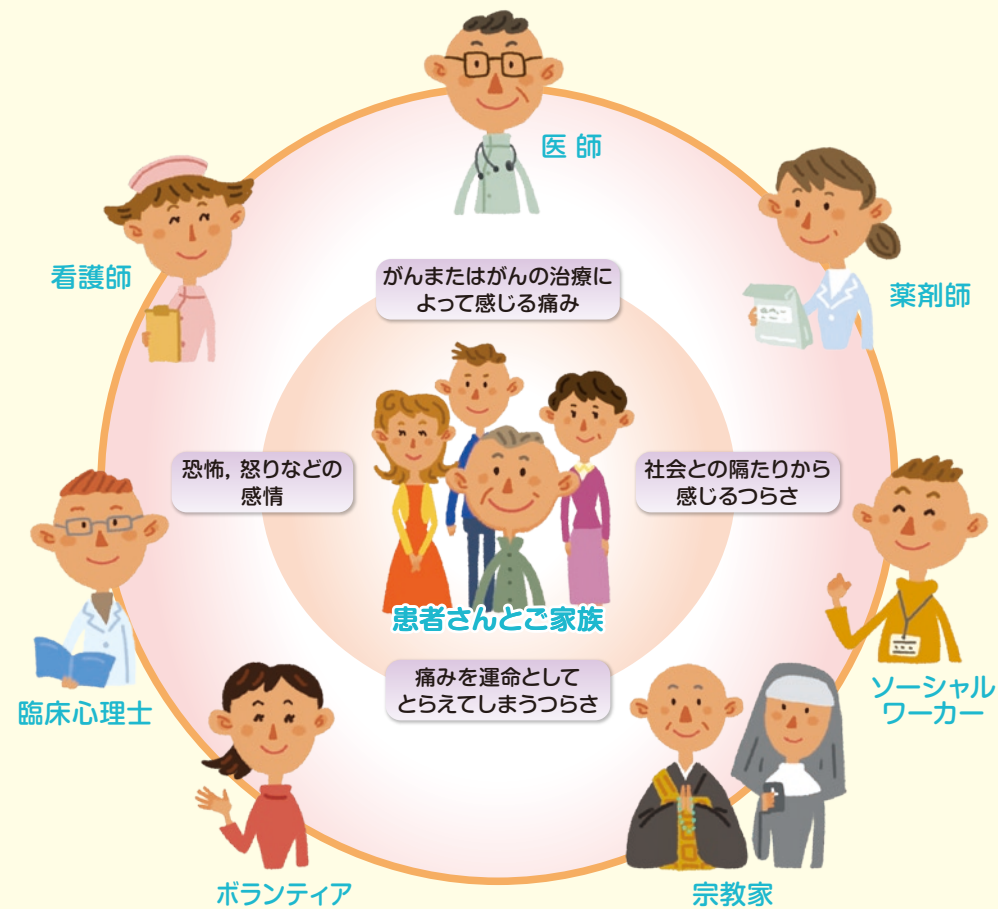 医師
看護師
薬剤師
がんまたはがんの治療に
よって感じる痛み
恐怖，怒りなどの
感情
社会との隔たりから
感じるつらさ
患者さんとご家族
痛みを運命として
とらえてしまうつらさ
臨床心理士
ソーシャル
ワーカー
ボランティア
宗教家